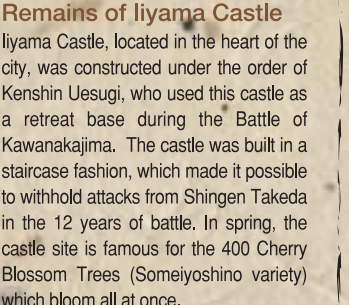 Remains of Iiyama Castle
Iiyama Castle, located in the heart of the
city, was constructed under the order of
Kenshin Uesugi, who used this castle as
a retreat base during the Battle of
Kawanakajima. The castle was built in a
staircase fashion, which made it possible
to withhold attacks from Shingen Takeda
in the 12 years of battle. In spring, the
castle site is famous for the 400 Cherry
Blossom Trees (Someiyoshino variety)
which bloom all at once.